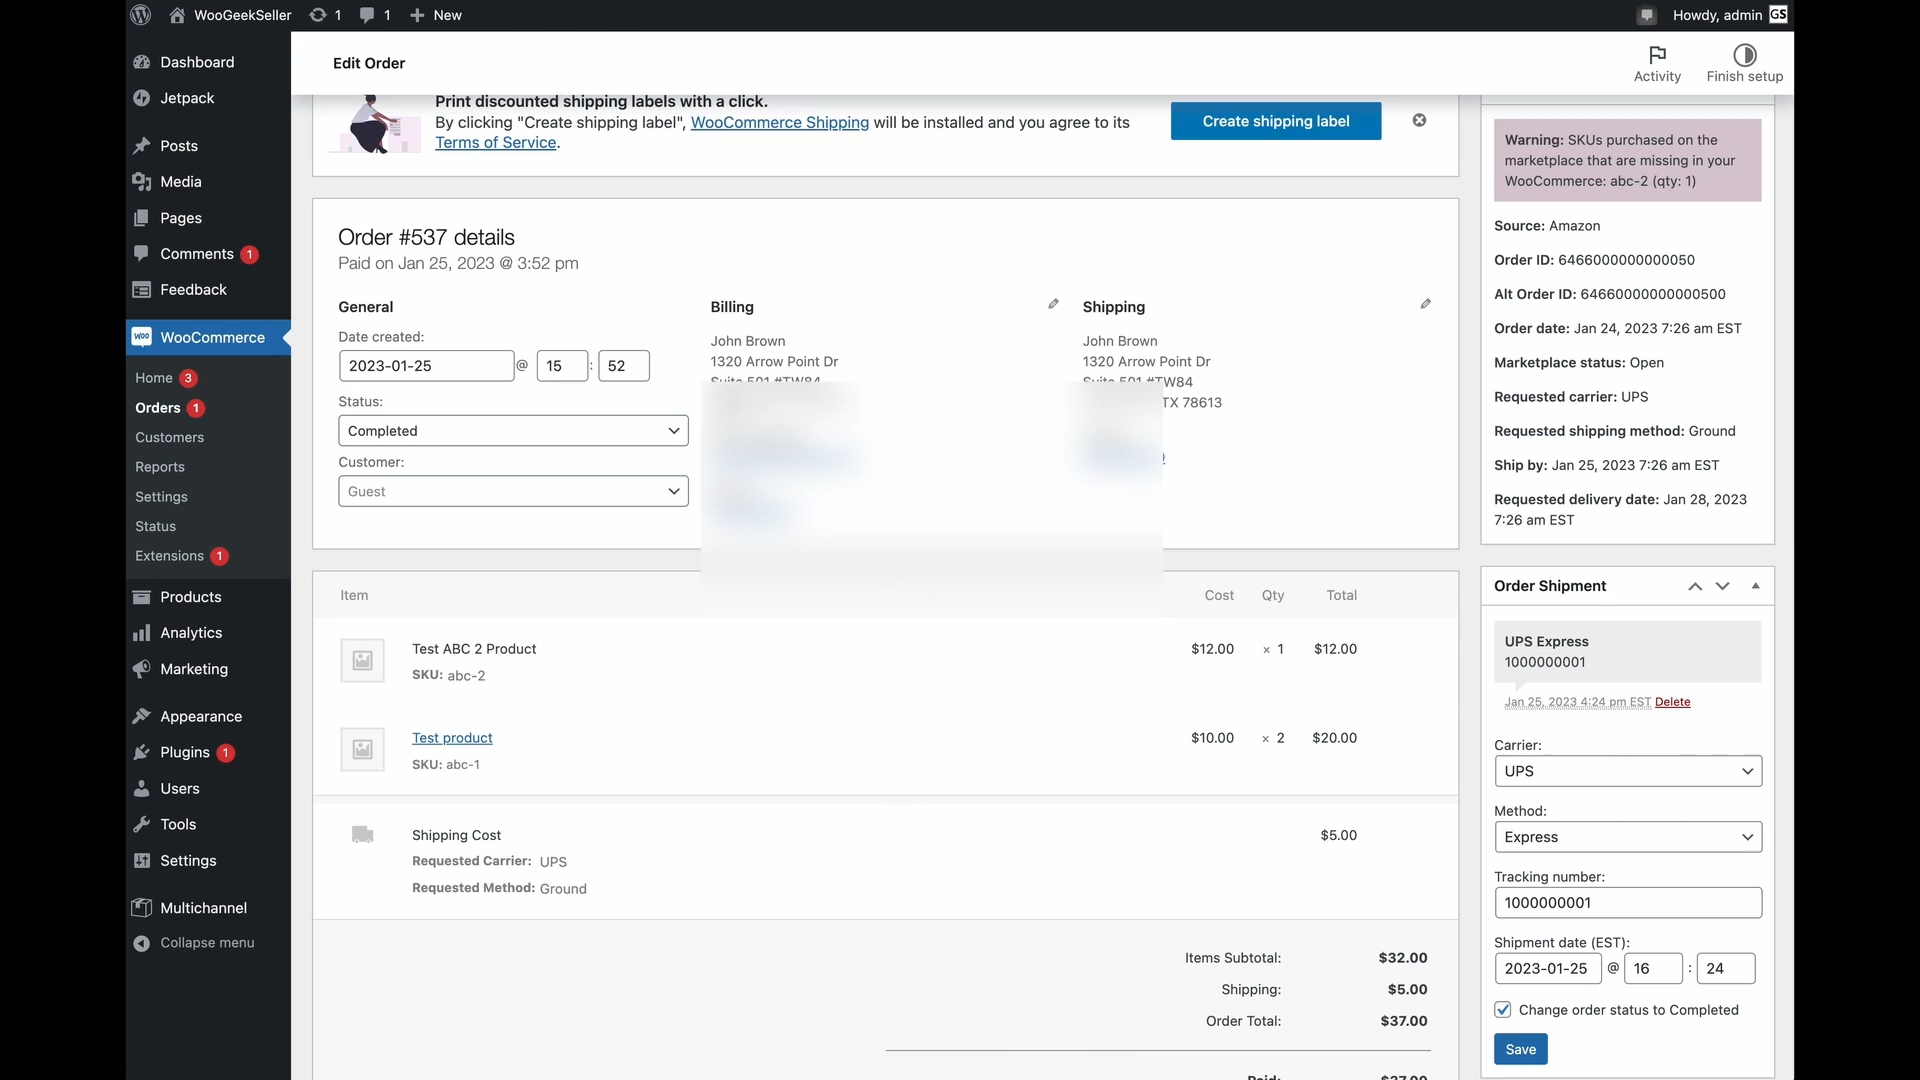 WooGeekSeller 1 1 New Howdy, admin GS
Dashboard
Jetpack
Posts
Media
Pages
Comments 1
Feedback
WOO WooCommerce
Home 3
Orders 1
Customers
Reports
Settings
Status
Extensions 1
Products
Analytics
Marketing
Appearance
Plugins 1
Users
Tools
Settings
Multichannel
Collapse menu
Edit Order
Activity
Finish setup
Print discounted shipping labels with a click.
By clicking "Create shipping label", WooCommerce Shipping will be installed and you agree to its
Terms of Service.
Create shipping label
Order #537 details
Paid on Jan 25, 2023 @ 3:52 pm
General
Date created:
2023-01-25 @ 15 : 52
Status:
Completed
Customer:
Guest
Billing
John Brown
1320 Arrow Point Dr
Suite 501 #TW84
Shipping
John Brown
1320 Arrow Point Dr
Suite 501 #TW84
TX 78613
Item Cost Qty Total
Test ABC 2 Product $12.00 × 1 $12.00
SKU: abc-2
Test product $10.00 × 2 $20.00
SKU: abc-1
Shipping Cost $5.00
Requested Carrier: UPS
Requested Method: Ground
Items Subtotal: $32.00
Shipping: $5.00
Order Total: $37.00
Paid: $37.00
Warning: SKUs purchased on the
marketplace that are missing in your
WooCommerce: abc-2 (qty: 1)
Source: Amazon
Order ID: 6466000000000050
Alt Order ID: 64660000000000500
Order date: Jan 24, 2023 7:26 am EST
Marketplace status: Open
Requested carrier: UPS
Requested shipping method: Ground
Ship by: Jan 25, 2023 7:26 am EST
Requested delivery date: Jan 28, 2023
7:26 am EST
Order Shipment
UPS Express
1000000001
Jan 25, 2023 4:24 pm EST Delete
Carrier:
UPS
Method:
Express
Tracking number:
1000000001
Shipment date (EST):
2023-01-25 @ 16 : 24
Change order status to Completed
Save